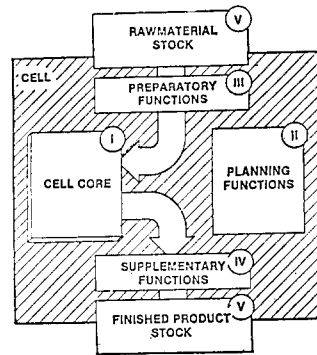 V
RAWMATERIAL
STOCK
CELL
III
PREPARATORY
FUNCTIONS
I
II
CELL CORE
PLANNING
FUNCTIONS
IV
SUPPLEMENTARY
FUNCTIONS
V
FINISHED PRODUCT
STOCK